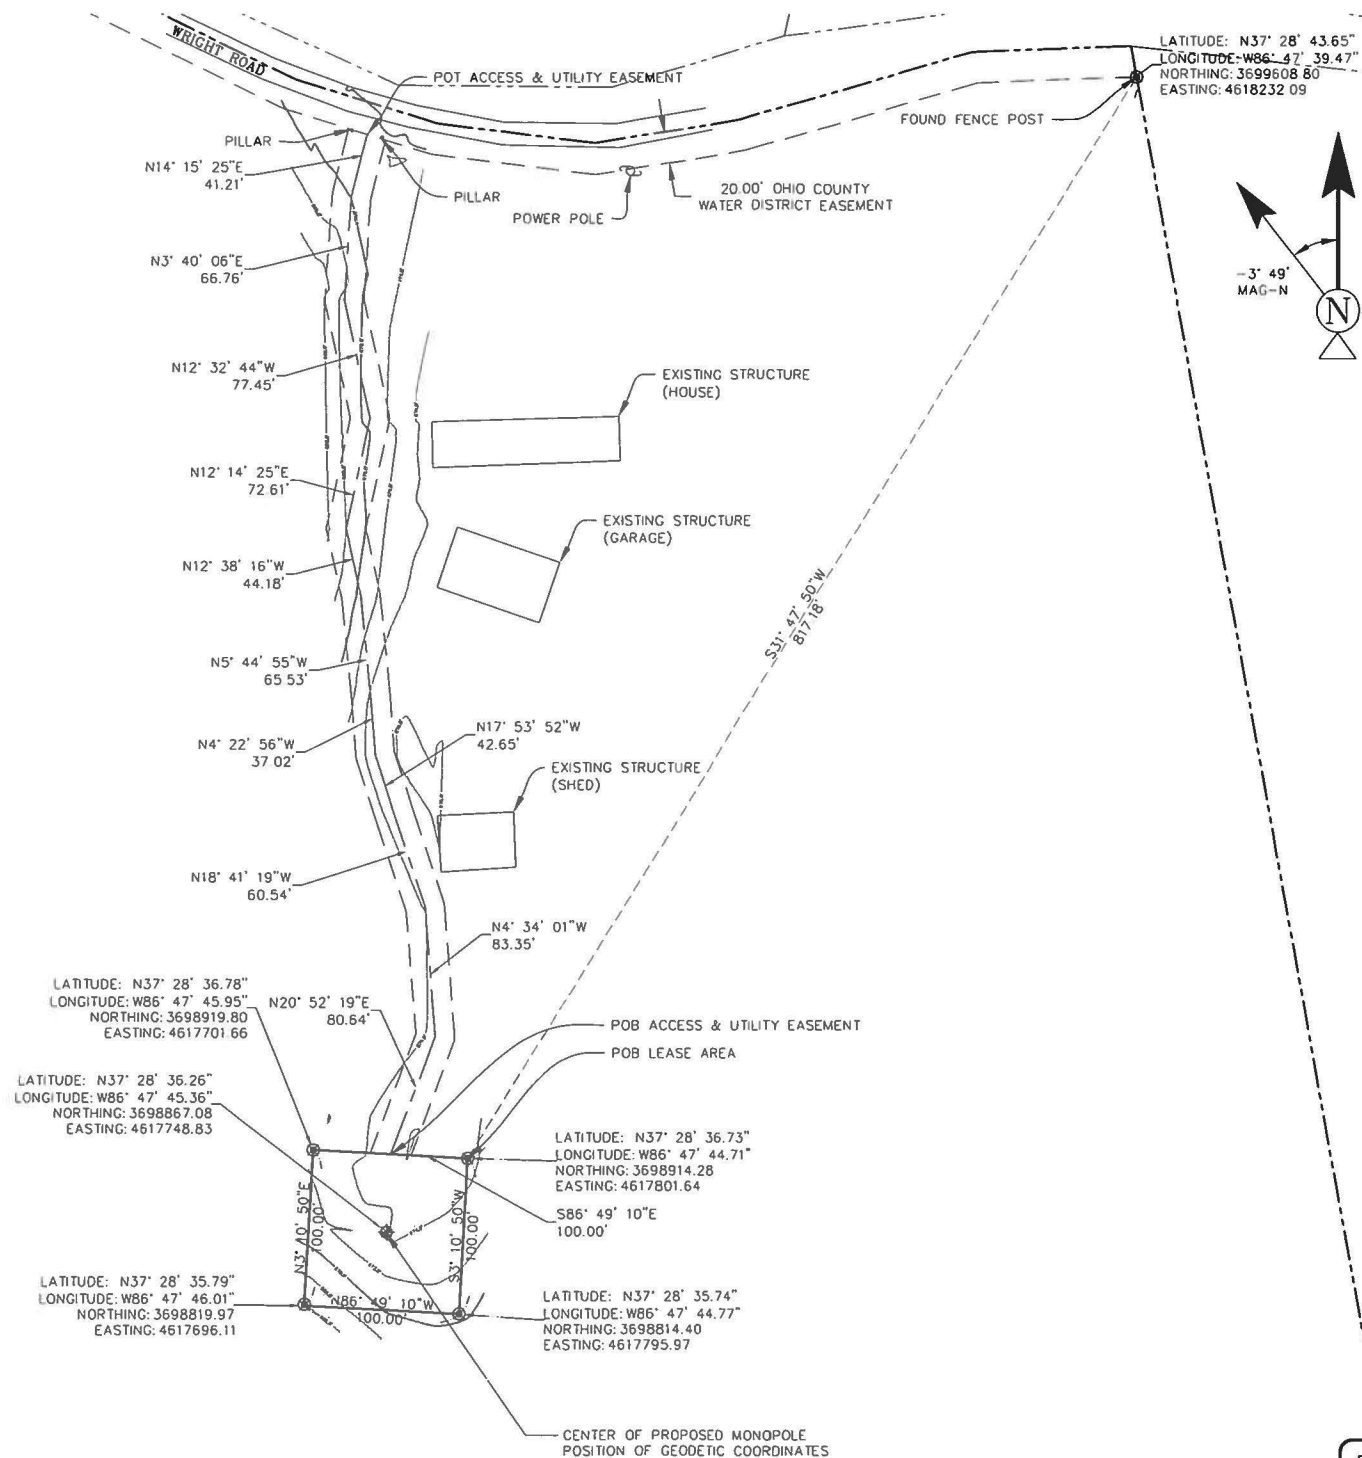 WRIGHT ROAD
POT ACCESS & UTILITY EASEMENT
LATITUDE: N37° 28' 43.65"
LONGITUDE: W86° 47' 39.47"
NORTHING: 3699608 80
EASTING: 4618232 09
FOUND FENCE POST
PILLAR
N14° 15' 25"E
41.21'
PILLAR
POWER POLE
20.00' OHIO COUNTY
WATER DISTRICT EASEMENT
N3° 40' 06"E
66.76'
-3° 49'
MAG-N
N
N12° 32' 44"W
77.45'
EXISTING STRUCTURE
(HOUSE)
N12° 14' 25"E
72.61'
EXISTING STRUCTURE
(GARAGE)
N12° 38' 16"W
44.18'
S31° 47' 50"W
817.18'
N5° 44' 55"W
65 53'
N4° 22' 56"W
37 02'
N17° 53' 52"W
42.65'
EXISTING STRUCTURE
(SHED)
N18° 41' 19"W
60.54'
N4° 34' 01"W
83.35'
LATITUDE: N37° 28' 36.78"
LONGITUDE: W86° 47' 45.95"
NORTHING: 3698919.80
EASTING: 4617701.66
N20° 52' 19"E
80.64'
POB ACCESS & UTILITY EASEMENT
POB LEASE AREA
LATITUDE: N37° 28' 36.26"
LONGITUDE: W86° 47' 45.36"
NORTHING: 3698867.08
EASTING: 4617748.83
LATITUDE: N37° 28' 36.73"
LONGITUDE: W86° 47' 44.71"
NORTHING: 3698914.28
EASTING: 4617801.64
S86° 49' 10"E
100.00'
N3° 10' 50"E
100.00'
S3° 10' 50"W
100.00'
N86° 49' 10"W
100.00'
LATITUDE: N37° 28' 35.79"
LONGITUDE: W86° 47' 46.01"
NORTHING: 3698819.97
EASTING: 4617696.11
LATITUDE: N37° 28' 35.74"
LONGITUDE: W86° 47' 44.77"
NORTHING: 3698814.40
EASTING: 4617795.97
CENTER OF PROPOSED MONOPOLE
POSITION OF GEODETIC COORDINATES